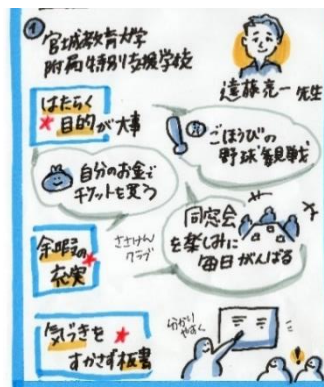 ①
宮城教育大学
附属特別支援学校
遠藤亮一 先生
はたらく
目的が大事
ごほうびの
野球観戦
自分のお金で
チケットを買う
余暇の
充実
ささけん
クラブ
同窓会
を楽しみに
毎日がんばる
気づきを
すかさず板書
分かり
やすく
!